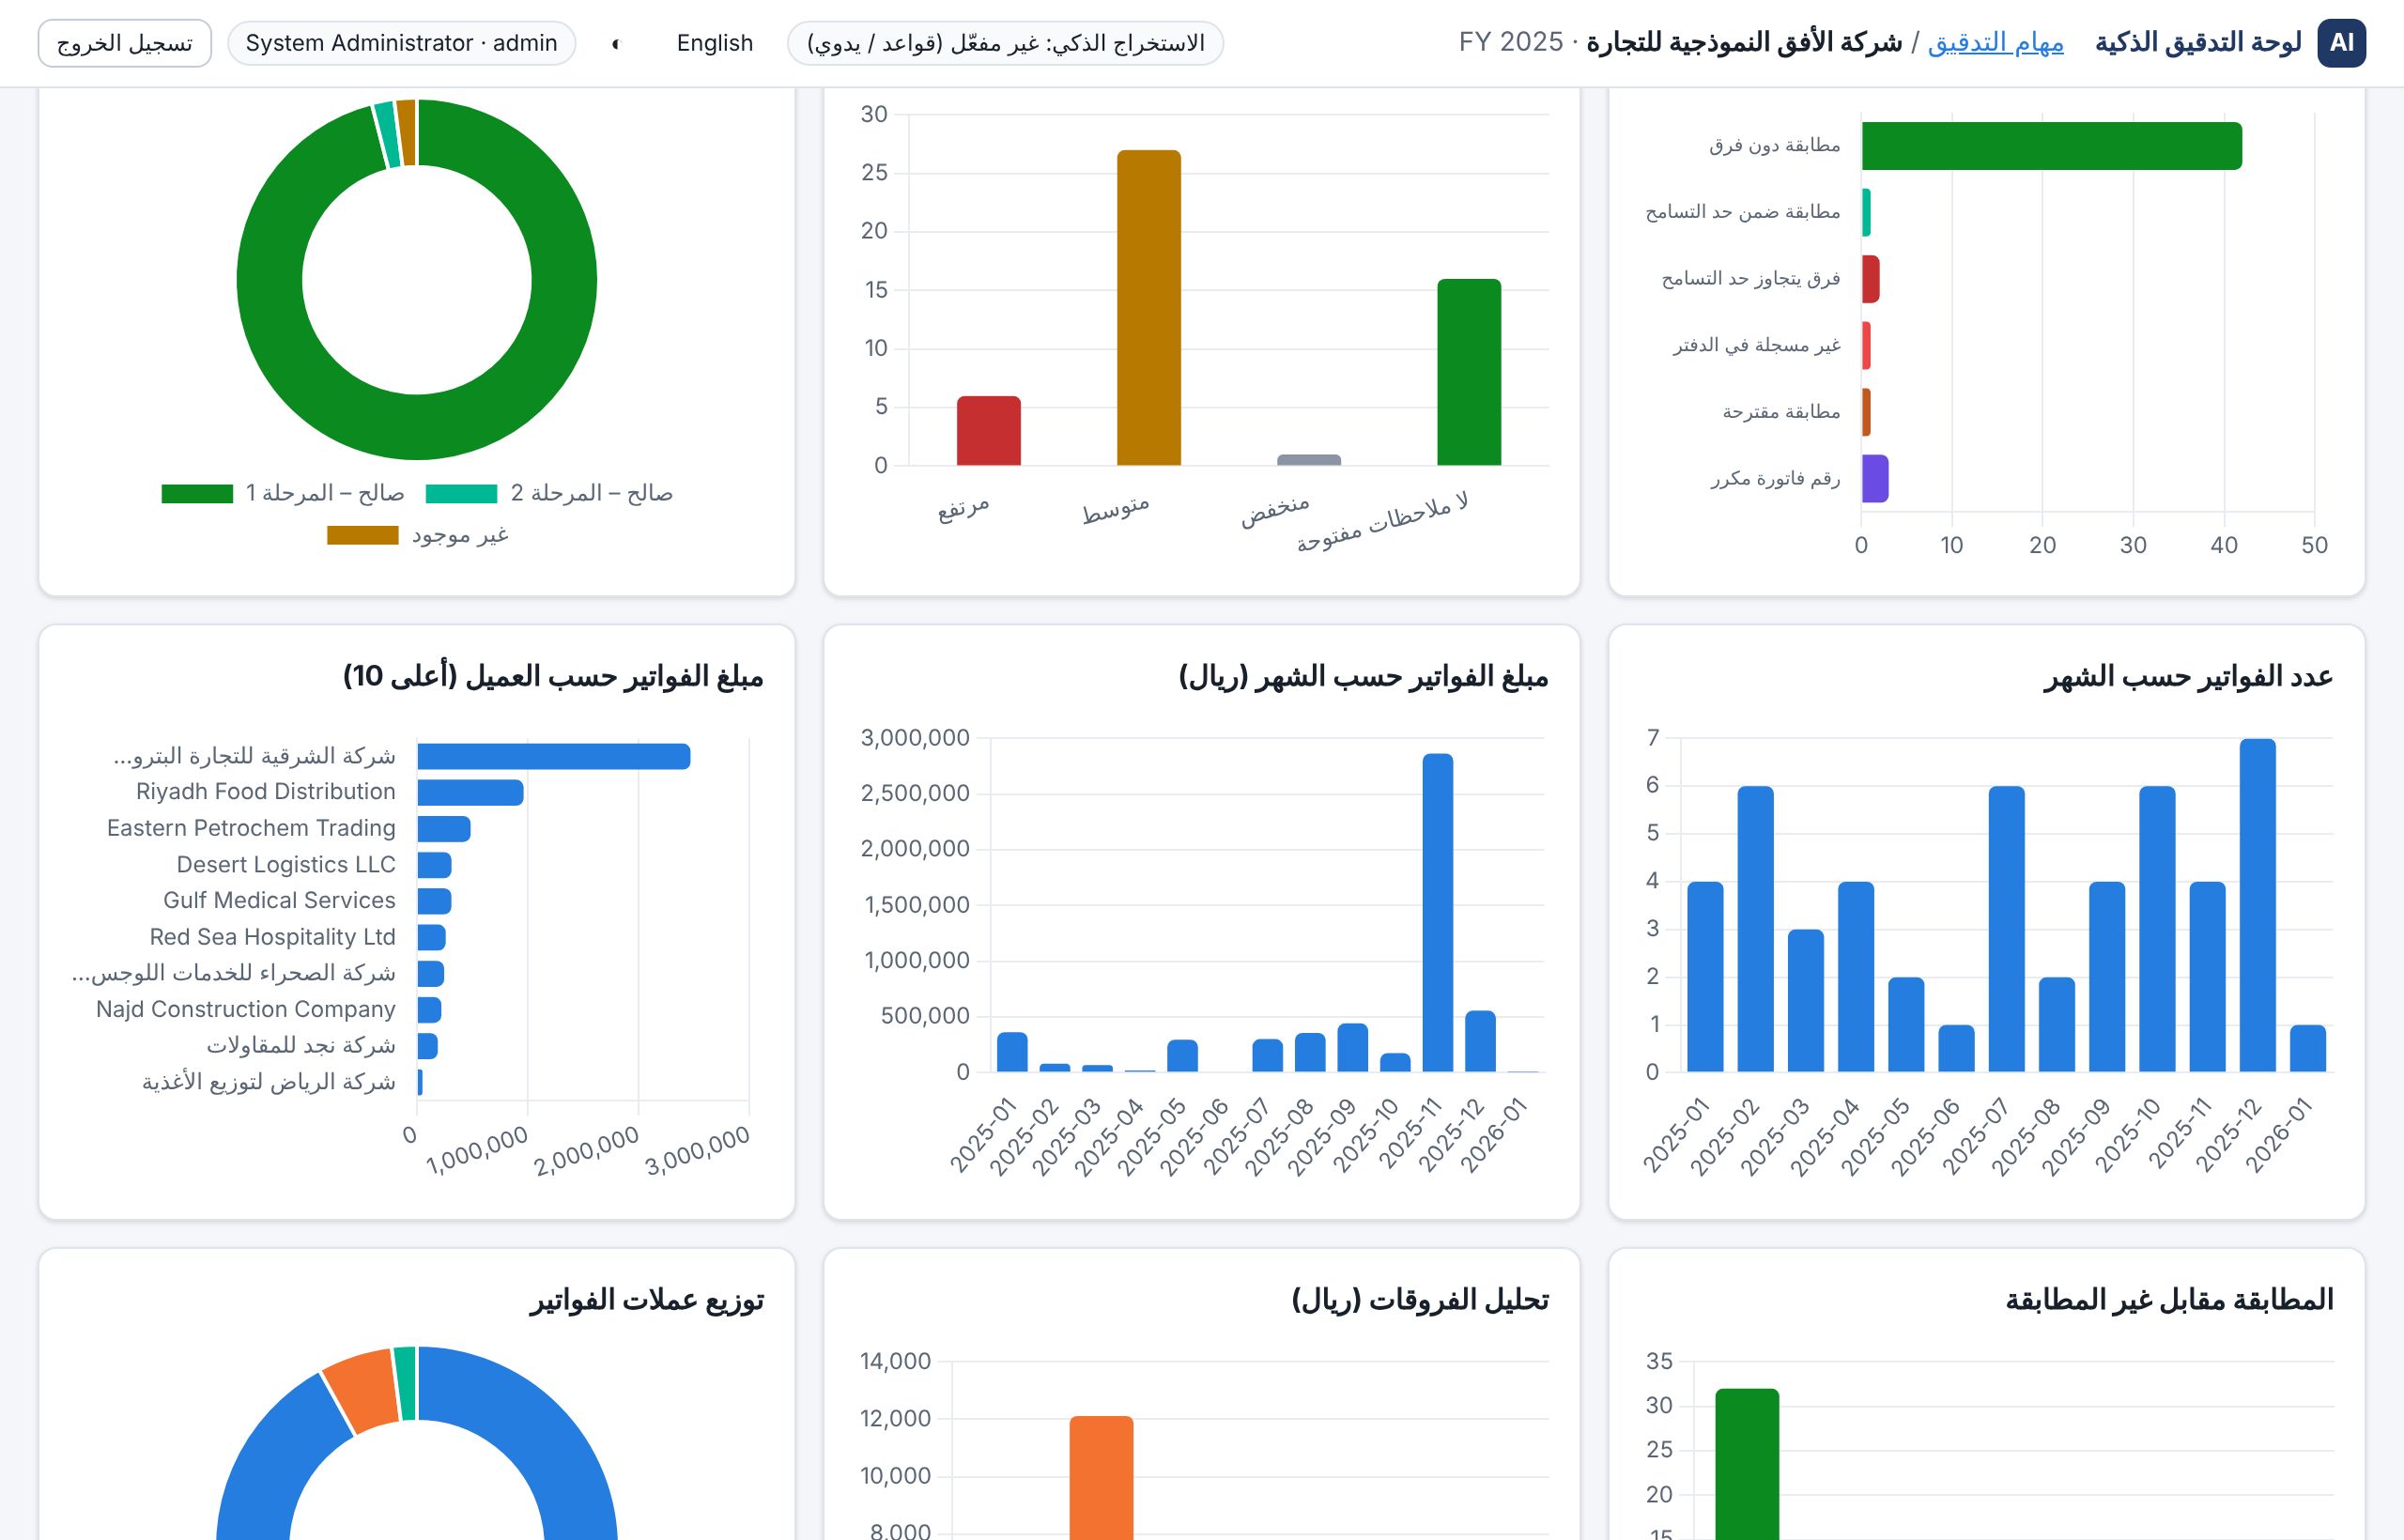 AI لوحة التدقيق الذكية مهام التدقيق / شركة الأفق النموذجية للتجارة · FY 2025
الاستخراج الذكي: غير مفعّل (قواعد / يدوي)
English
System Administrator · admin
تسجيل الخروج
مطابقة دون فرق
مطابقة ضمن حد التسامح
فرق يتجاوز حد التسامح
غير مسجلة في الدفتر
مطابقة مقترحة
رقم فاتورة مكرر
0 10 20 30 40 50
30
25
20
15
10
5
0
مرتفع
متوسط
منخفض
لا ملاحظات مفتوحة
صالح – المرحلة 1
صالح – المرحلة 2
غير موجود
عدد الفواتير حسب الشهر
7
6
5
4
3
2
1
0
2025-01 2025-02 2025-03 2025-04 2025-05 2025-06 2025-07 2025-08 2025-09 2025-10 2025-11 2025-12 2026-01
مبلغ الفواتير حسب الشهر (ريال)
3,000,000
2,500,000
2,000,000
1,500,000
1,000,000
500,000
0
2025-01 2025-02 2025-03 2025-04 2025-05 2025-06 2025-07 2025-08 2025-09 2025-10 2025-11 2025-12 2026-01
مبلغ الفواتير حسب العميل (أعلى 10)
شركة الشرقية للتجارة البترو...
Riyadh Food Distribution
Eastern Petrochem Trading
Desert Logistics LLC
Gulf Medical Services
Red Sea Hospitality Ltd
شركة الصحراء للخدمات اللوجس...
Najd Construction Company
شركة نجد للمقاولات
شركة الرياض لتوزيع الأغذية
0 1,000,000 2,000,000 3,000,000
المطابقة مقابل غير المطابقة
35
30
25
20
15
تحليل الفروقات (ريال)
14,000
12,000
10,000
8,000
توزيع عملات الفواتير